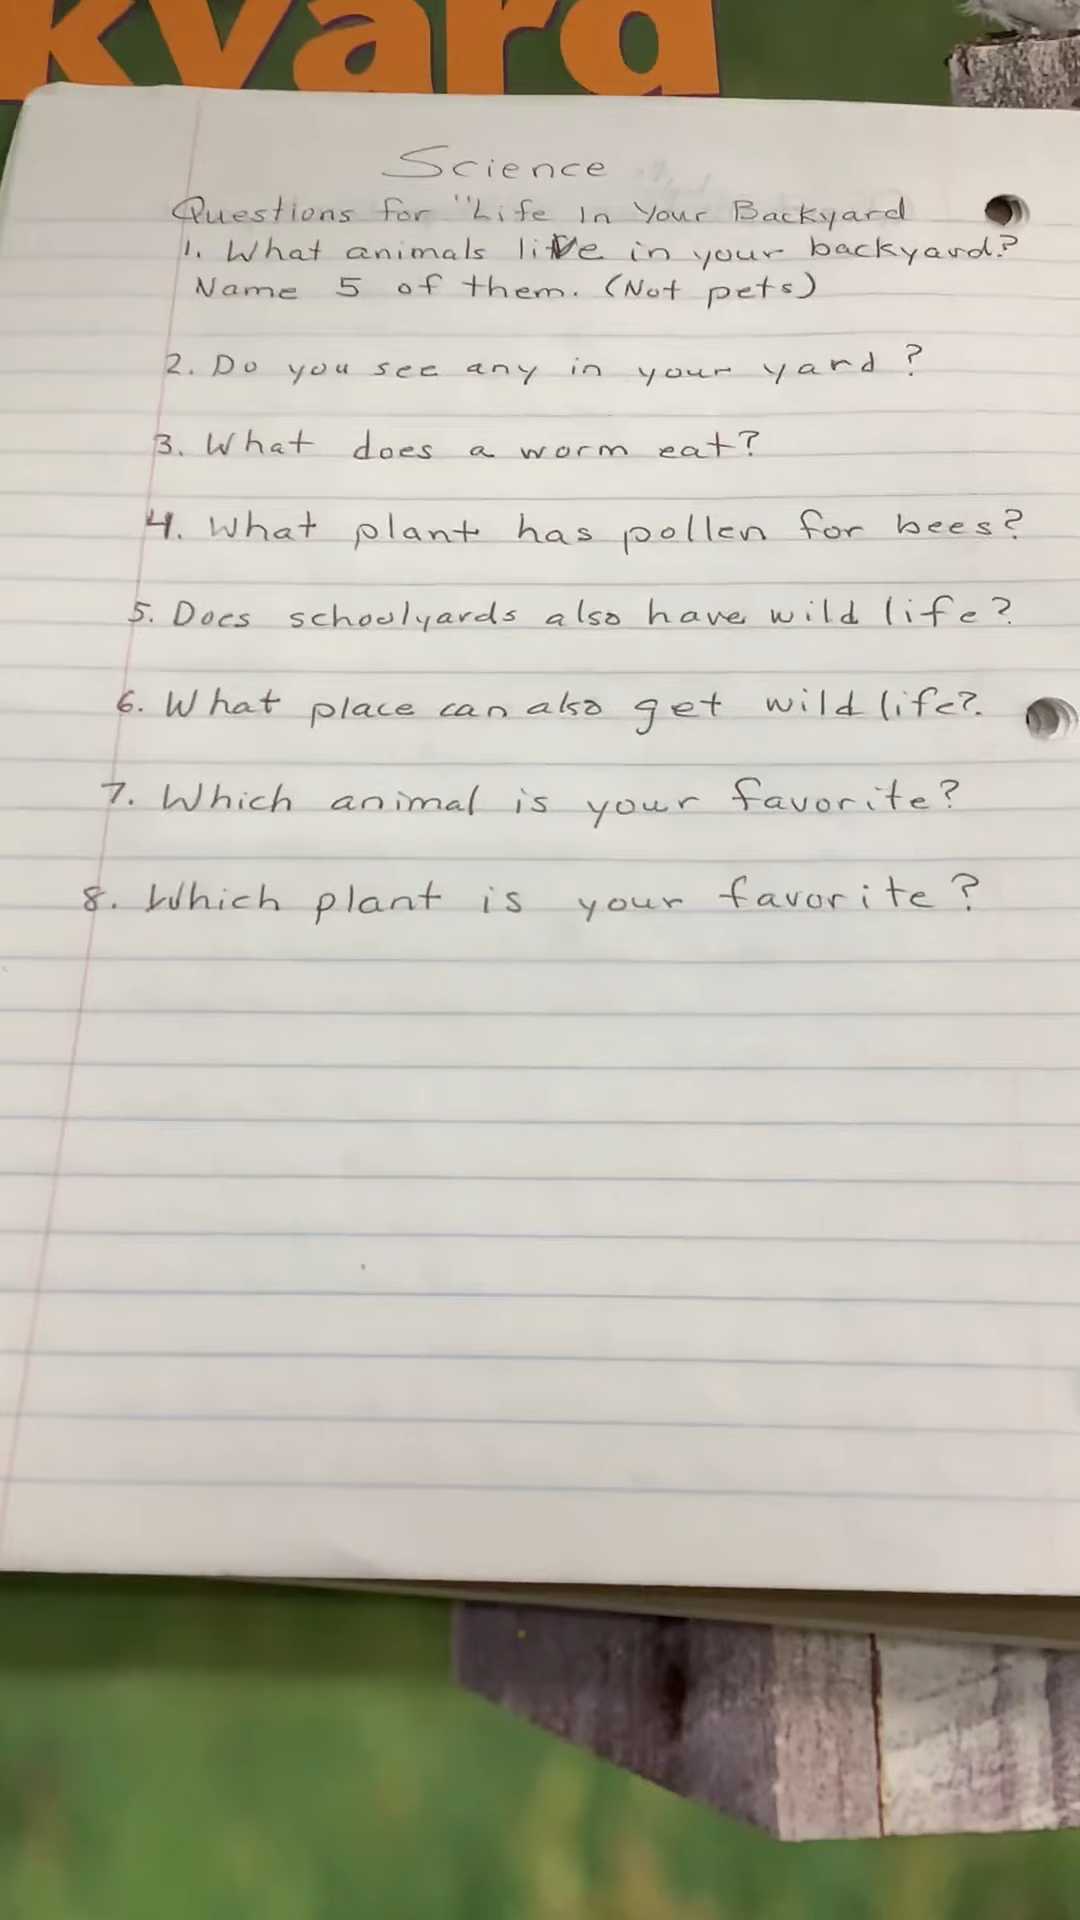 kyard
Science
Questions for "Life In Your Backyard
1. What animals live in your backyard?
Name 5 of them. (Not pets)
2. Do you see any in your yard?
3. What does a worm eat?
4. What plant has pollen for bees?
5. Does schoolyards also have wild life?
6. What place can also get wild life?
7. Which animal is your favorite?
8. Which plant is your favorite?